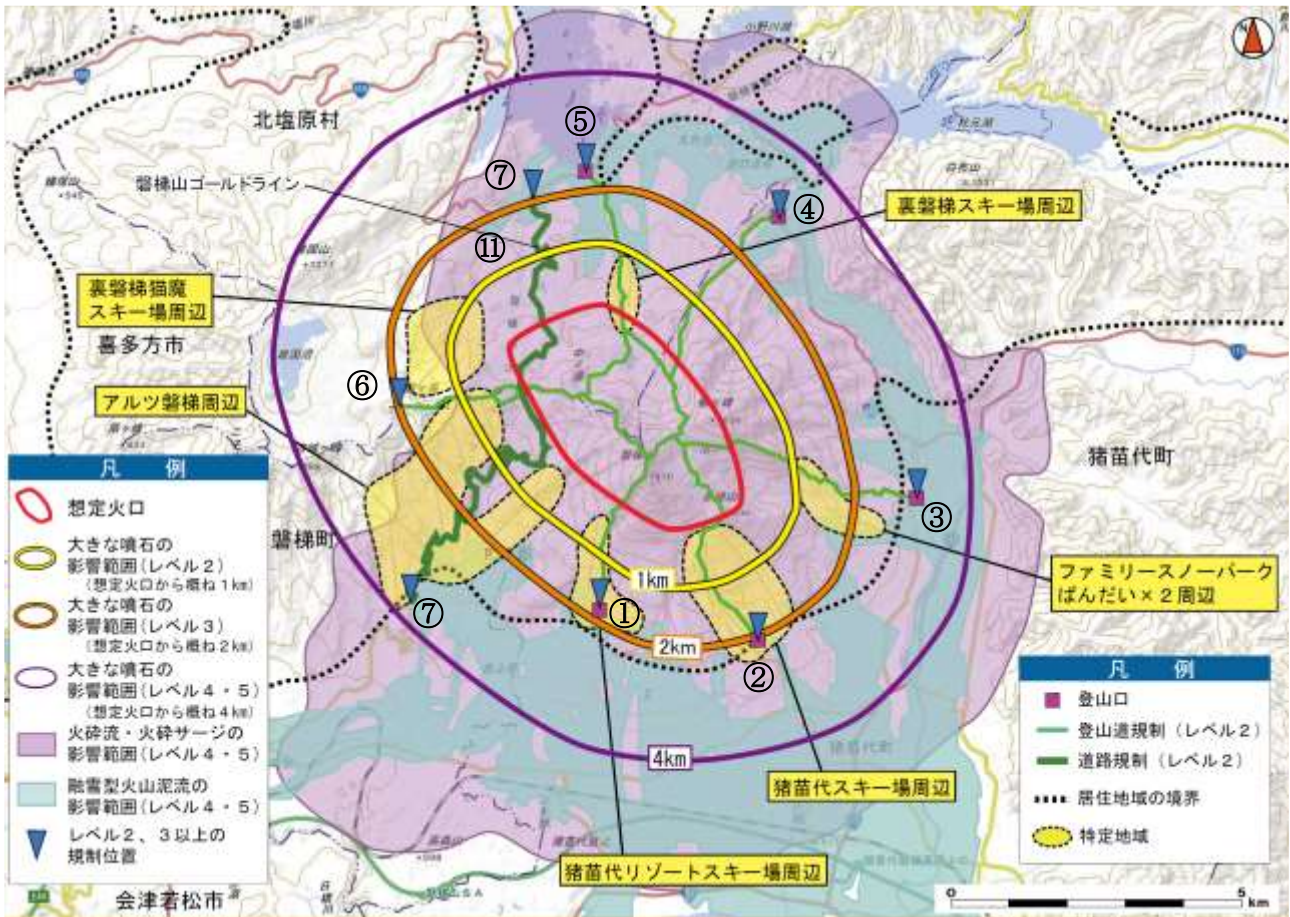 小野川湖
北塩原村
⑤
秋元湖
磐梯山ゴールドライン
⑦
④
裏磐梯スキー場周辺
⑪
裏磐梯猫魔
スキー場周辺
喜多方市
⑥
アルツ磐梯周辺
猪苗代町
磐梯町
③
ファミリースノーパーク
ばんだい×2周辺
1km
⑦
①
2km
②
4km
猪苗代町
猪苗代スキー場周辺
猪苗代リゾートスキー場周辺
会津若松市
凡 例
想定火口
大きな噴石の
影響範囲(レベル2)
(想定火口から概ね1km)
大きな噴石の
影響範囲(レベル3)
(想定火口から概ね2km)
大きな噴石の
影響範囲(レベル4・5)
(想定火口から概ね4km)
火砕流・火砕サージの
影響範囲(レベル4・5)
融雪型火山泥流の
影響範囲(レベル4・5)
レベル2、3以上の
規制位置
凡 例
登山口
登山道規制(レベル2)
道路規制(レベル2)
居住地域の境界
特定地域
0 5
km